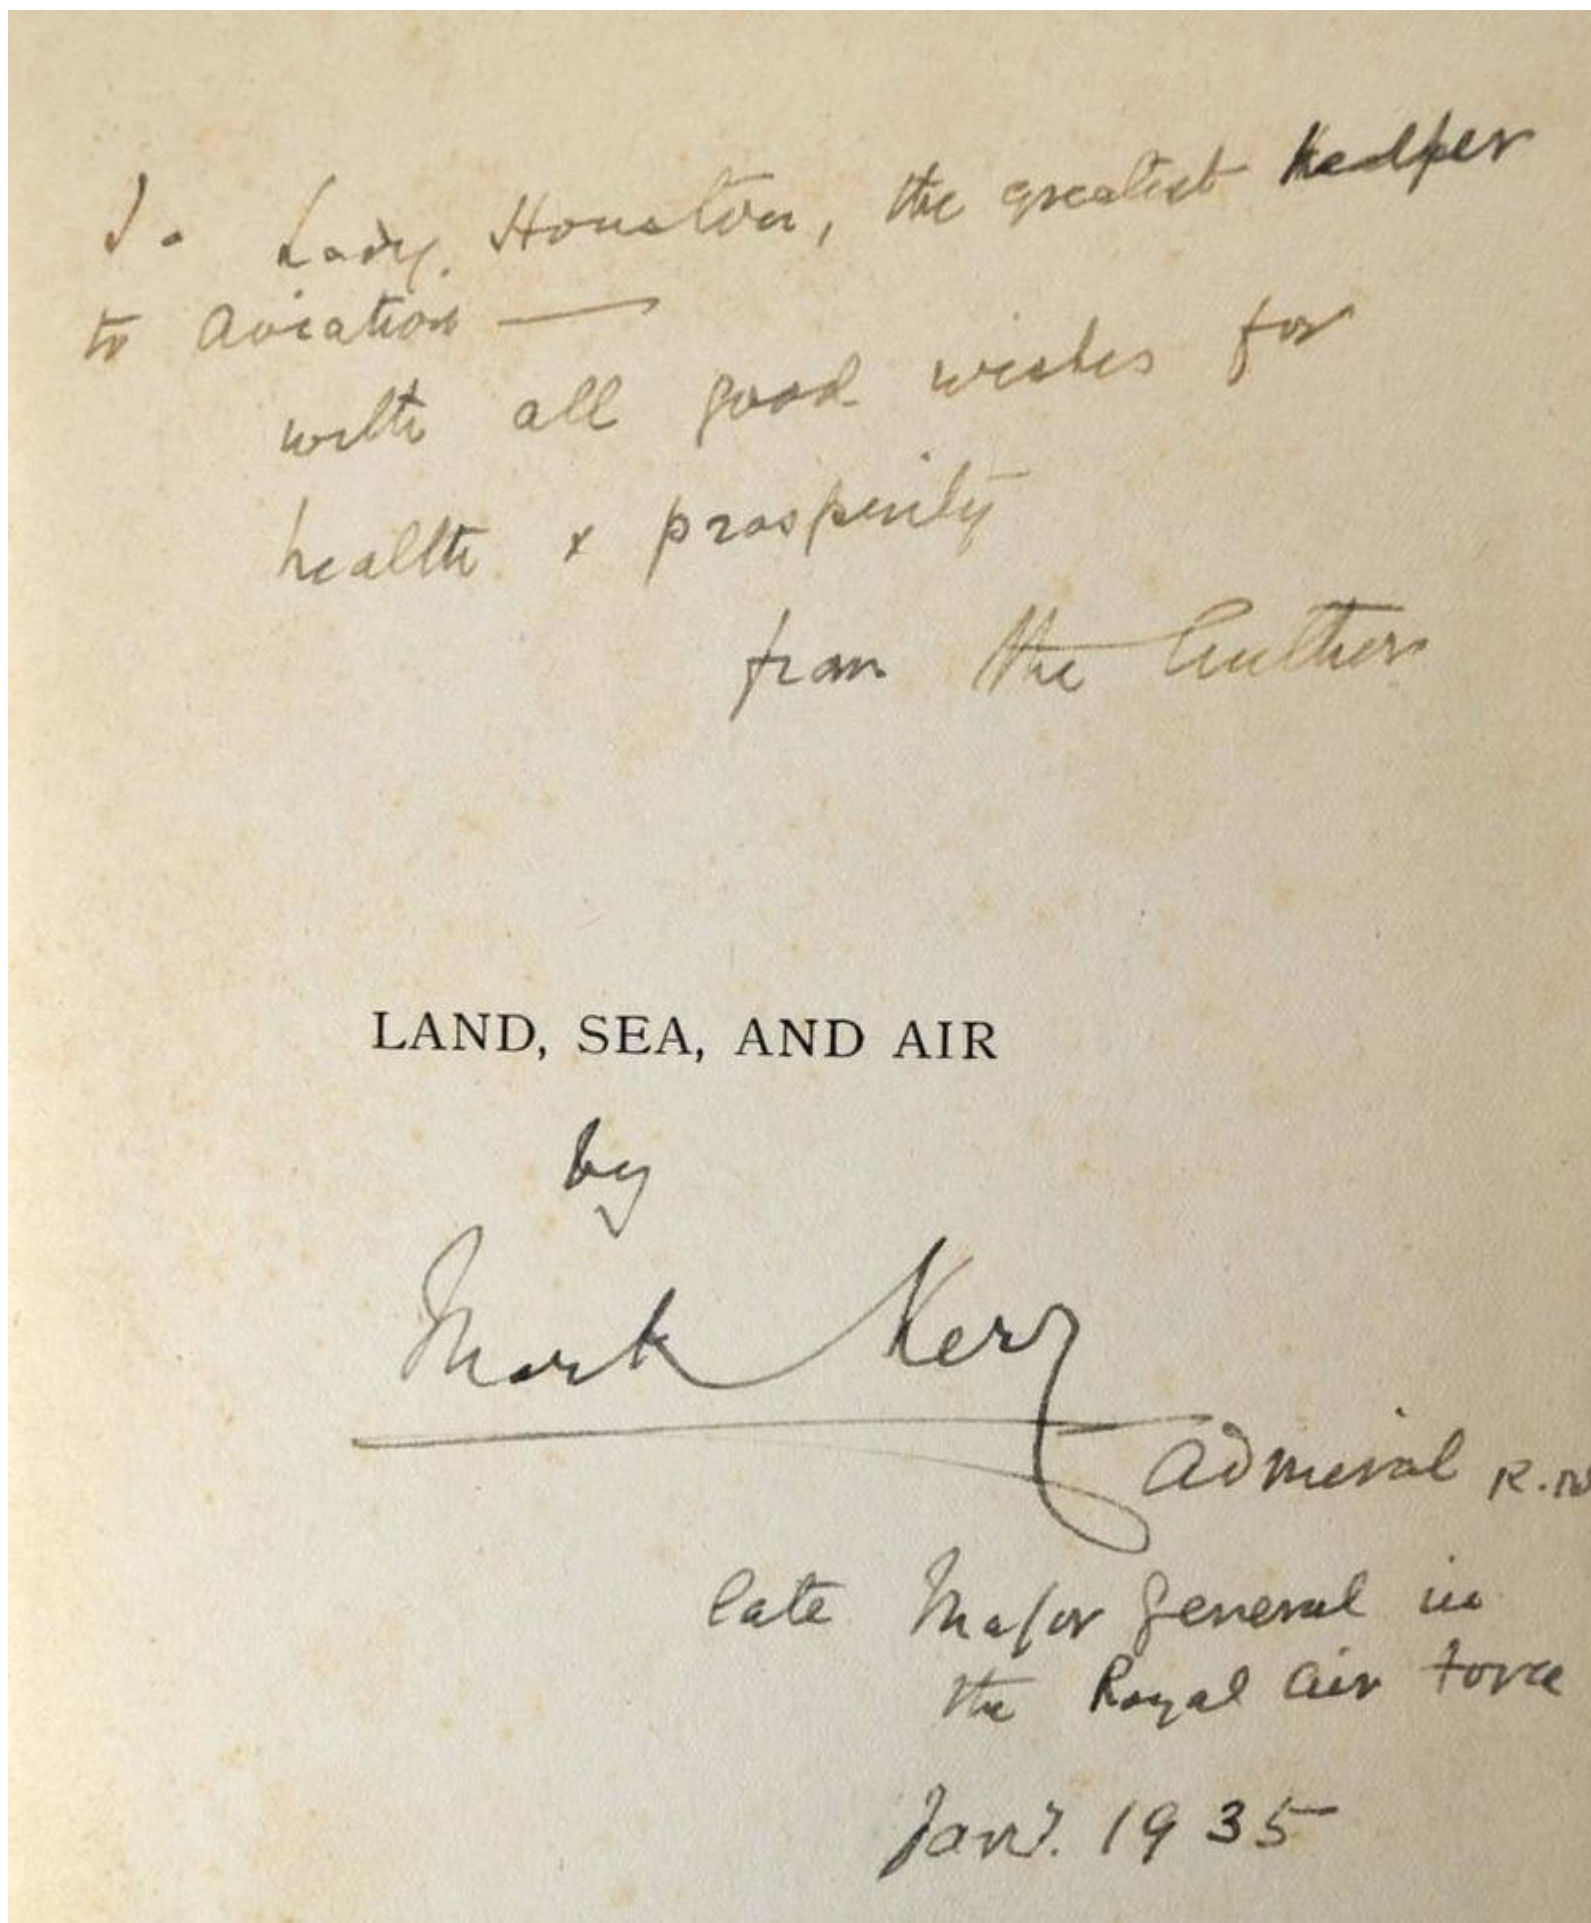 To Lady Houston, the greatest helper
to aviation —
with all good wishes for
health & prosperity
from the Author
LAND, SEA, AND AIR
by
Mark Kerr
Admiral R.N
late Major General in
the Royal Air Force
Jany. 1935